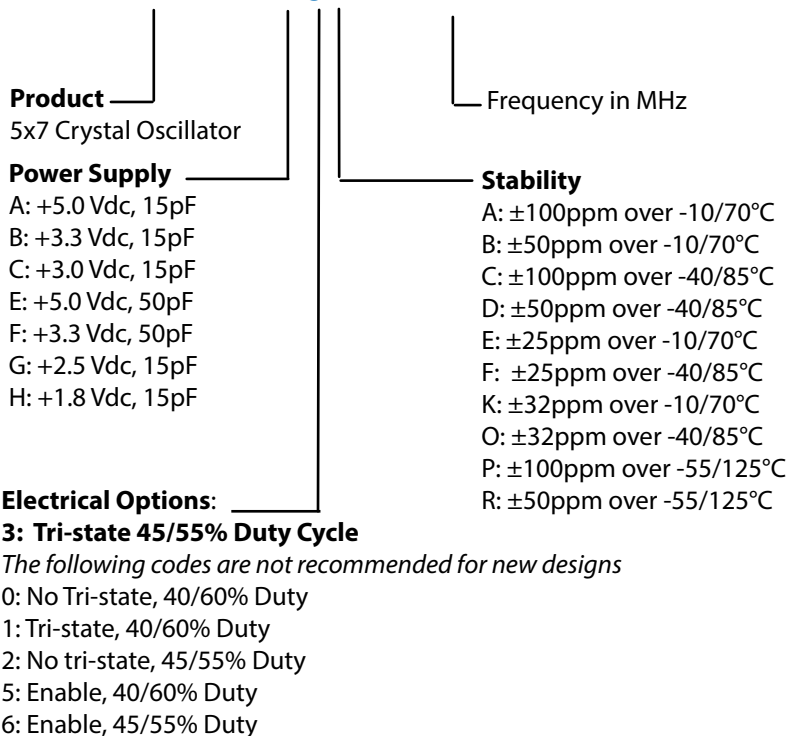 Product
5x7 Crystal Oscillator
Frequency in MHz
Power Supply
A: +5.0 Vdc, 15pF
B: +3.3 Vdc, 15pF
C: +3.0 Vdc, 15pF
E: +5.0 Vdc, 50pF
F: +3.3 Vdc, 50pF
G: +2.5 Vdc, 15pF
H: +1.8 Vdc, 15pF
Stability
A: ±100ppm over -10/70°C
B: ±50ppm over -10/70°C
C: ±100ppm over -40/85°C
D: ±50ppm over -40/85°C
E: ±25ppm over -10/70°C
F: ±25ppm over -40/85°C
K: ±32ppm over -10/70°C
O: ±32ppm over -40/85°C
P: ±100ppm over -55/125°C
R: ±50ppm over -55/125°C
Electrical Options:
3: Tri-state 45/55% Duty Cycle
The following codes are not recommended for new designs
0: No Tri-state, 40/60% Duty
1: Tri-state, 40/60% Duty
2: No tri-state, 45/55% Duty
5: Enable, 40/60% Duty
6: Enable, 45/55% Duty